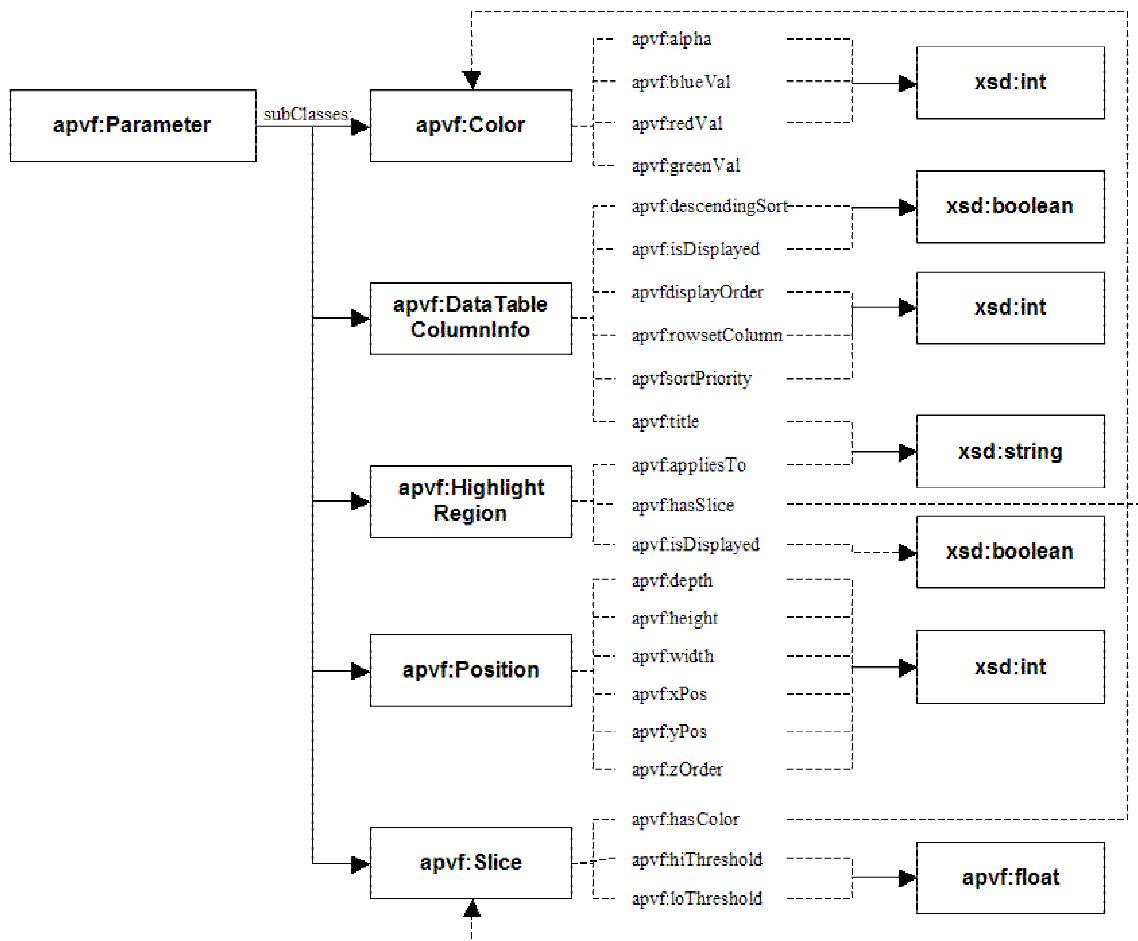 apvf:Parameter
subClasses:
apvf:Color
apvf:alpha
apvf:blueVal
apvf:redVal
apvf:greenVal
xsd:int
apvf:DataTable
ColumnInfo
apvf:descendingSort
apvf:isDisplayed
xsd:boolean
apvfdisplayOrder
apvf:rowsetColumn
apvfsortPriority
xsd:int
apvf:title
xsd:string
apvf:Highlight
Region
apvf:appliesTo
apvf:hasSlice
apvf:isDisplayed
xsd:boolean
apvf:Position
apvf:depth
apvf:height
apvf:width
apvf:xPos
apvf:yPos
apvf:zOrder
xsd:int
apvf:Slice
apvf:hasColor
apvf:hiThreshold
apvf:loThreshold
apvf:float